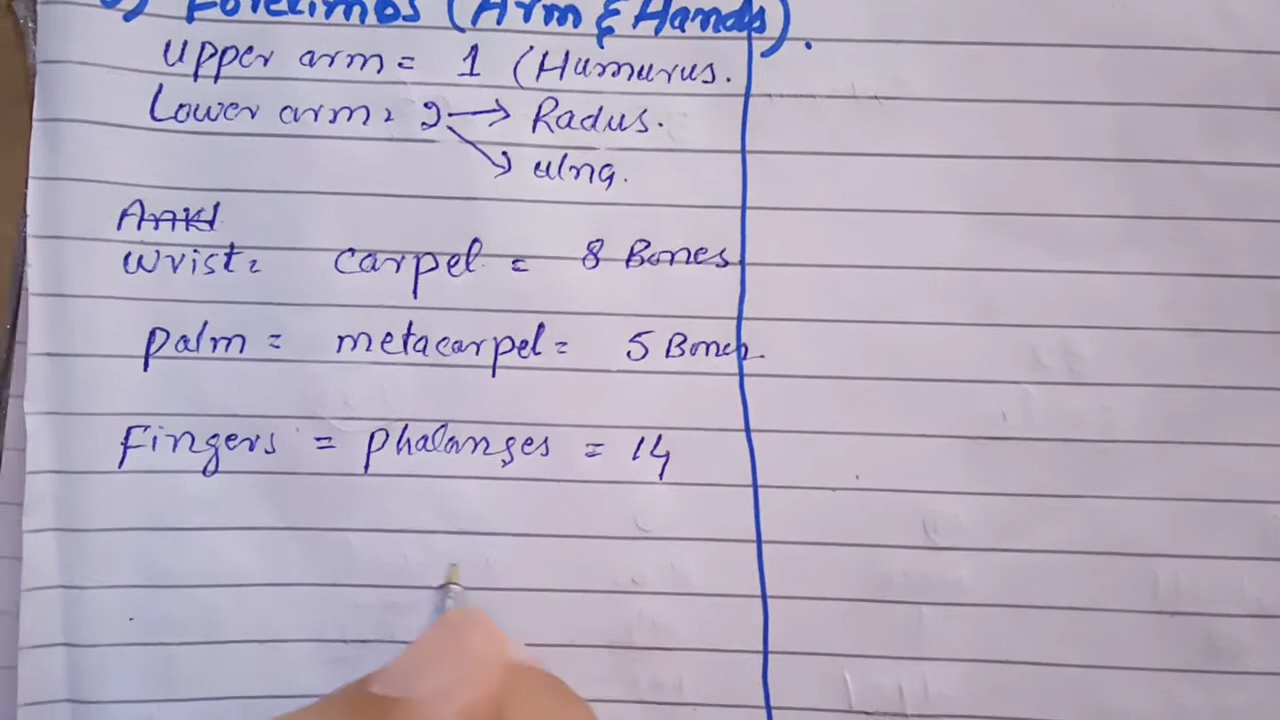 Forelimbs (Arm & Hands).
Upper arm = 1 (Humurus.
Lower arm = 2 → Radus.
→ ulna.
Ankl
Wrist = carpel = 8 Bones
Palm = metacarpel = 5 Bones
Fingers = Phalanges = 14